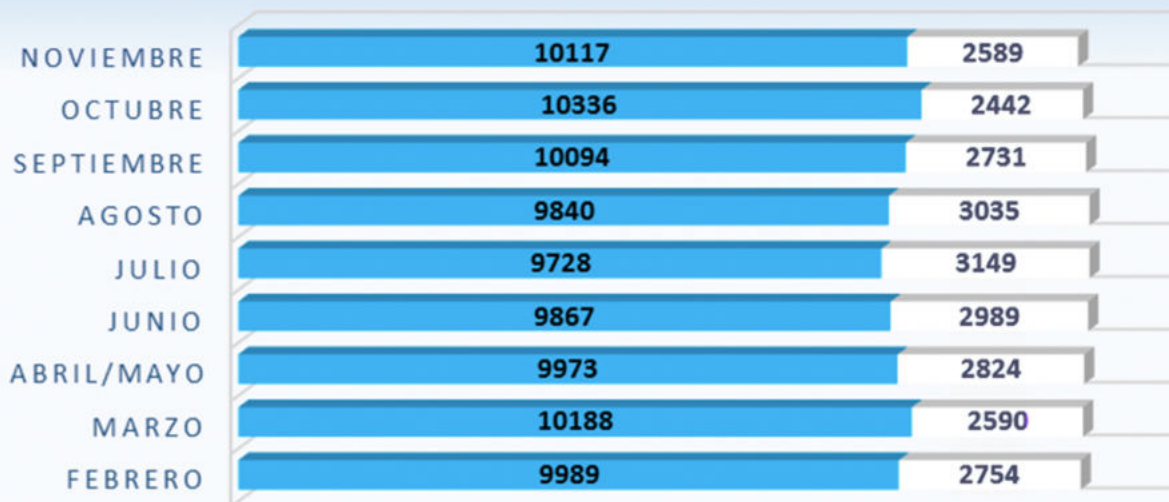 NOVIEMBRE 10117 2589
OCTUBRE 10336 2442
SEPTIEMBRE 10094 2731
AGOSTO 9840 3035
JULIO 9728 3149
JUNIO 9867 2989
ABRIL/MAYO 9973 2824
MARZO 10188 2590
FEBRERO 9989 2754